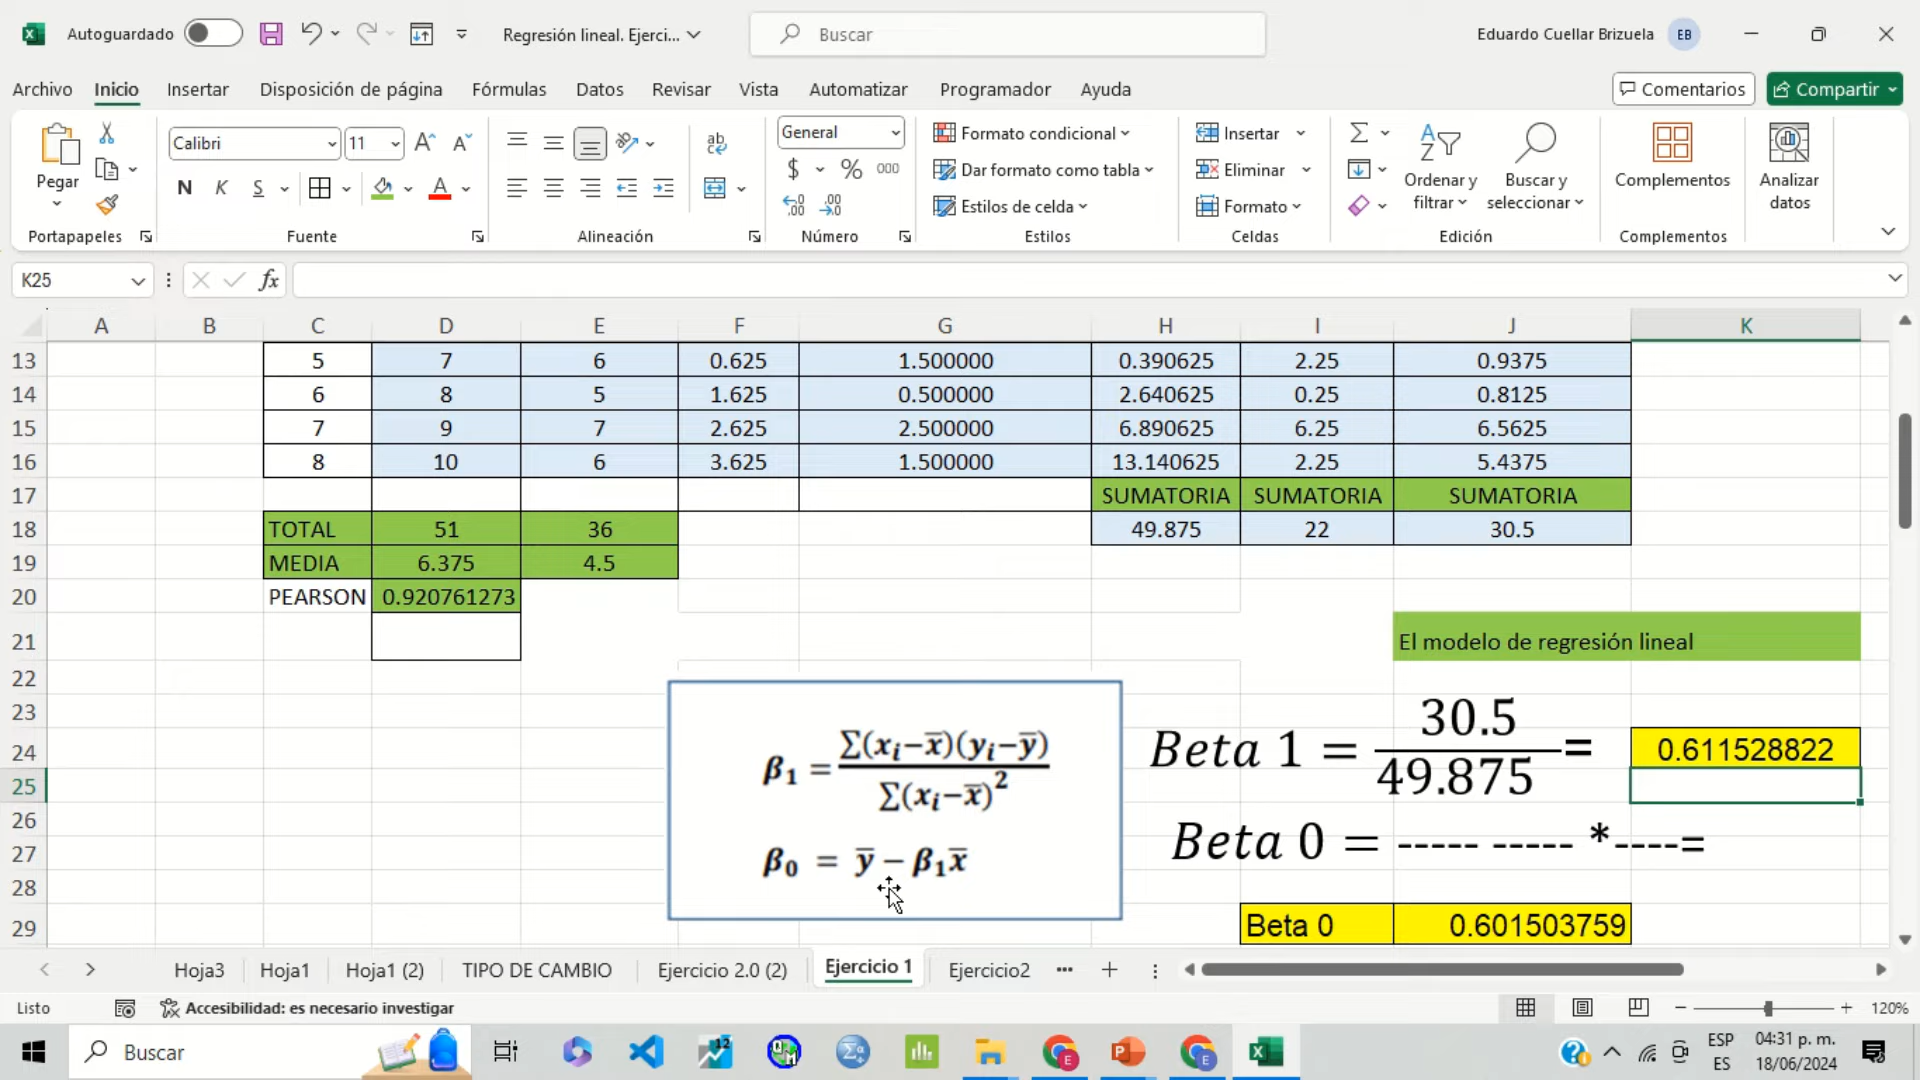 Autoguardado
Regresión lineal. Ejerci...
Buscar
Eduardo Cuellar Brizuela
EB
Archivo Inicio Insertar Disposición de página Fórmulas Datos Revisar Vista Automatizar Programador Ayuda
Comentarios
Compartir
Pegar
Portapapeles
Calibri
11
N K S
Fuente
Alineación
General
$ % 000
Número
Formato condicional
Dar formato como tabla
Estilos de celda
Estilos
Insertar
Eliminar
Formato
Celdas
Ordenar y filtrar
Buscar y seleccionar
Edición
Complementos
Complementos
Analizar datos
K25
fx
A B C D E F G H I J K
13 5 7 6 0.625 1.500000 0.390625 2.25 0.9375
14 6 8 5 1.625 0.500000 2.640625 0.25 0.8125
15 7 9 7 2.625 2.500000 6.890625 6.25 6.5625
16 8 10 6 3.625 1.500000 13.140625 2.25 5.4375
17 SUMATORIA SUMATORIA SUMATORIA
18 TOTAL 51 36 49.875 22 30.5
19 MEDIA 6.375 4.5
20 PEARSON 0.920761273
21 El modelo de regresión lineal
22
23
24
25
26
27
28
29
β₁ = ∑(xᵢ−x̅)(yᵢ−y̅) / ∑(xᵢ−x̅)²
β₀ = y̅ − β₁x̅
Beta 1 = 30.5 / 49.875 = 0.611528822
Beta 0 = ----- ----- *----=
Beta 0 0.601503759
Hoja3 Hoja1 Hoja1 (2) TIPO DE CAMBIO Ejercicio 2.0 (2) Ejercicio 1 Ejercicio2 ...
Listo
Accesibilidad: es necesario investigar
120%
Buscar
ESP
ES
04:31 p. m.
18/06/2024